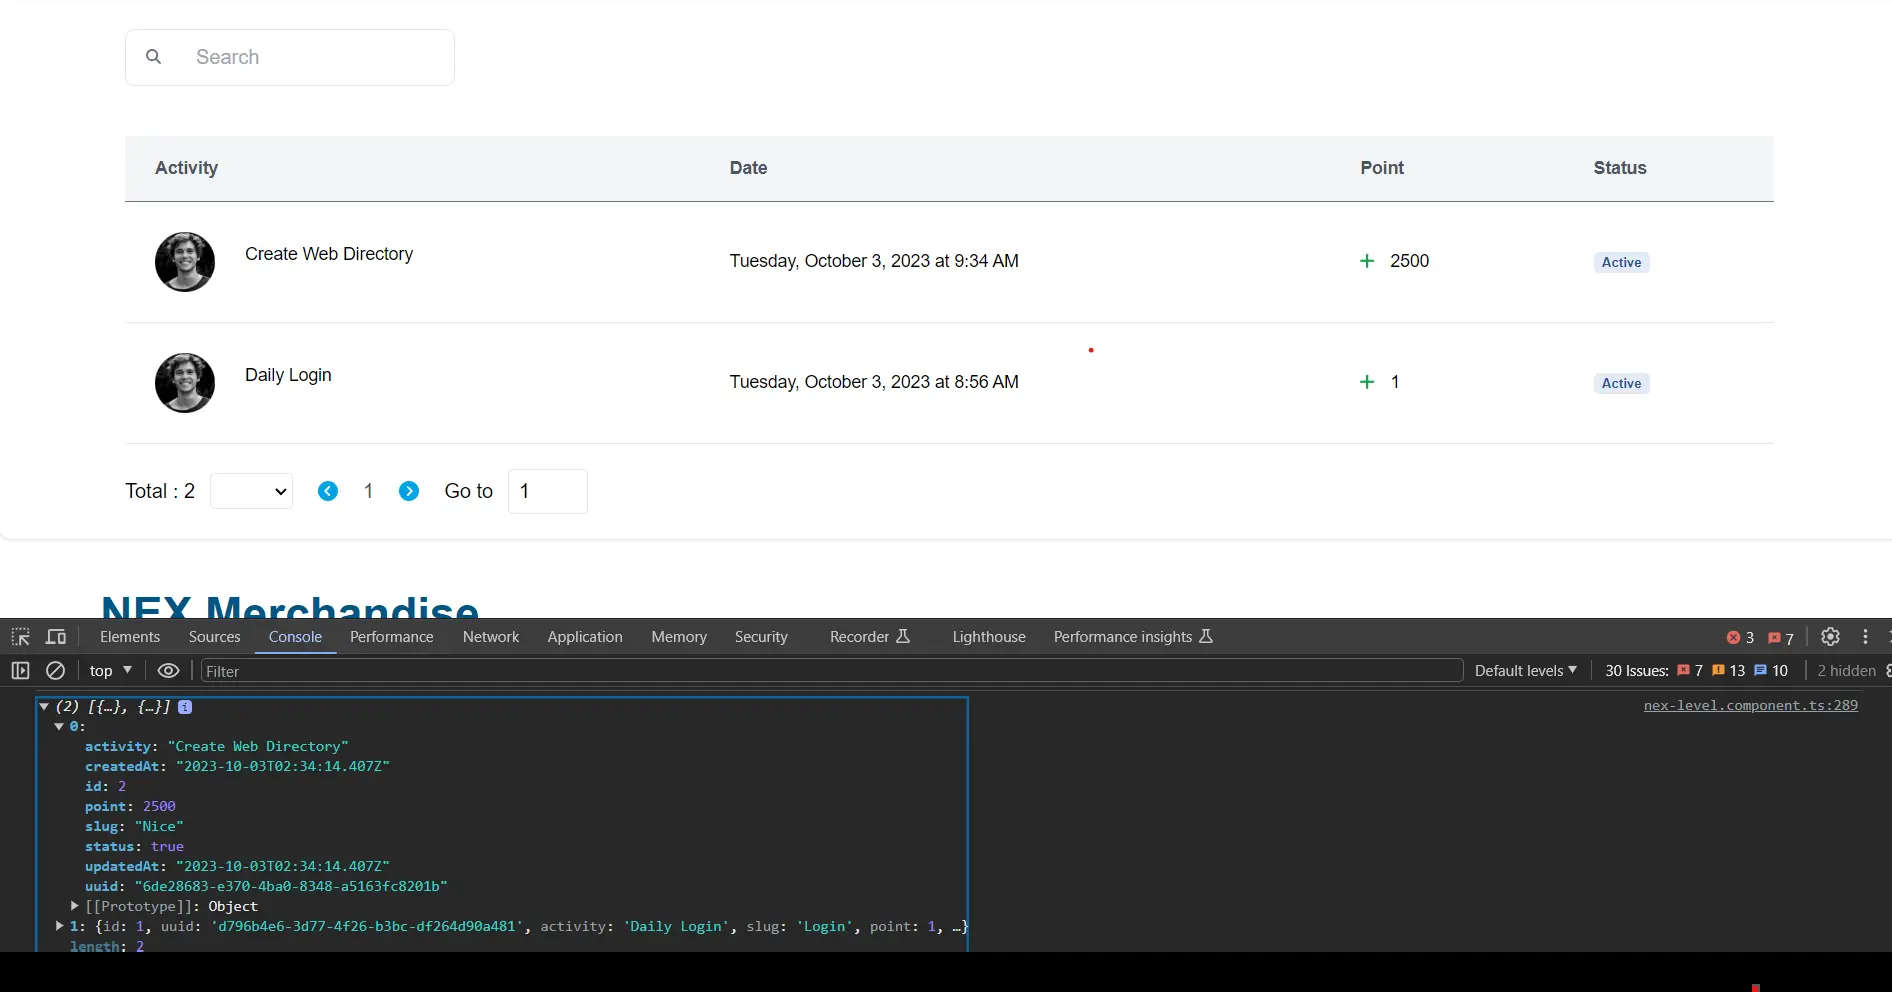 Search
Activity Date Point Status
Create Web Directory Tuesday, October 3, 2023 at 9:34 AM + 2500 Active
Daily Login Tuesday, October 3, 2023 at 8:56 AM + 1 Active
Total : 2 1 Go to 1
NEX Merchandise
Elements Sources Console Performance Network Application Memory Security Recorder Lighthouse Performance insights 3 7
top Filter Default levels 30 Issues: 7 13 10 2 hidden
(2) [{…}, {…}] i nex-level.component.ts:289
0:
activity: "Create Web Directory"
createdAt: "2023-10-03T02:34:14.407Z"
id: 2
point: 2500
slug: "Nice"
status: true
updatedAt: "2023-10-03T02:34:14.407Z"
uuid: "6de28683-e370-4ba0-8348-a5163fc8201b"
[[Prototype]]: Object
1: {id: 1, uuid: 'd796b4e6-3d77-4f26-b3bc-df264d90a481', activity: 'Daily Login', slug: 'Login', point: 1, …}
length: 2